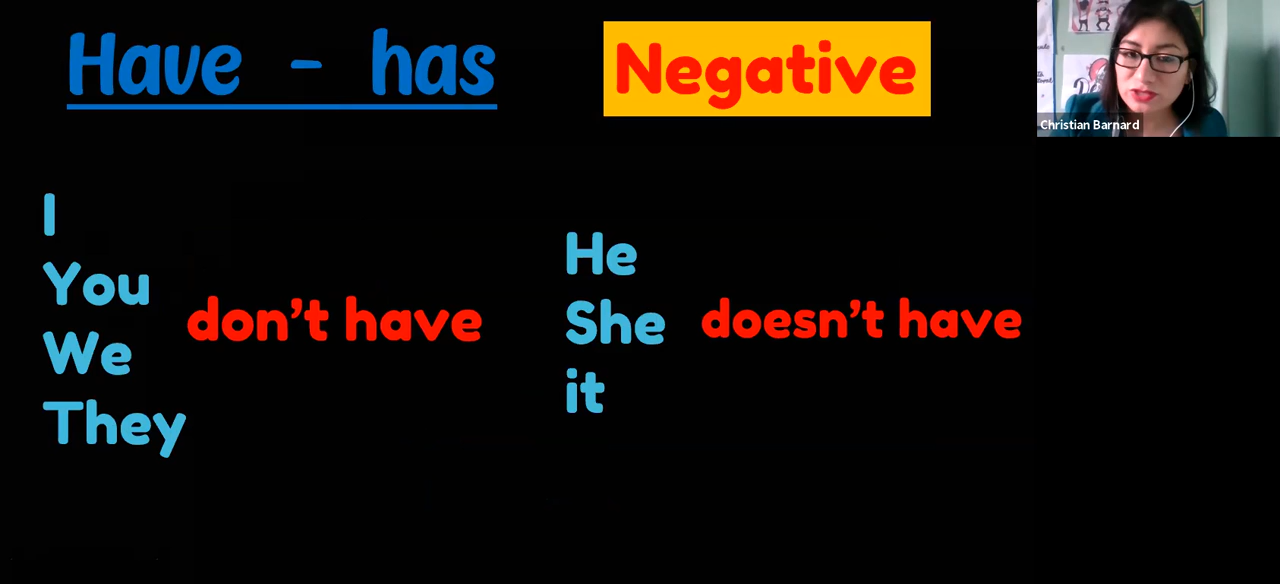 Have - has
Negative
Christian Barnard
I
You
We
They
don't have
He
She
it
doesn't have